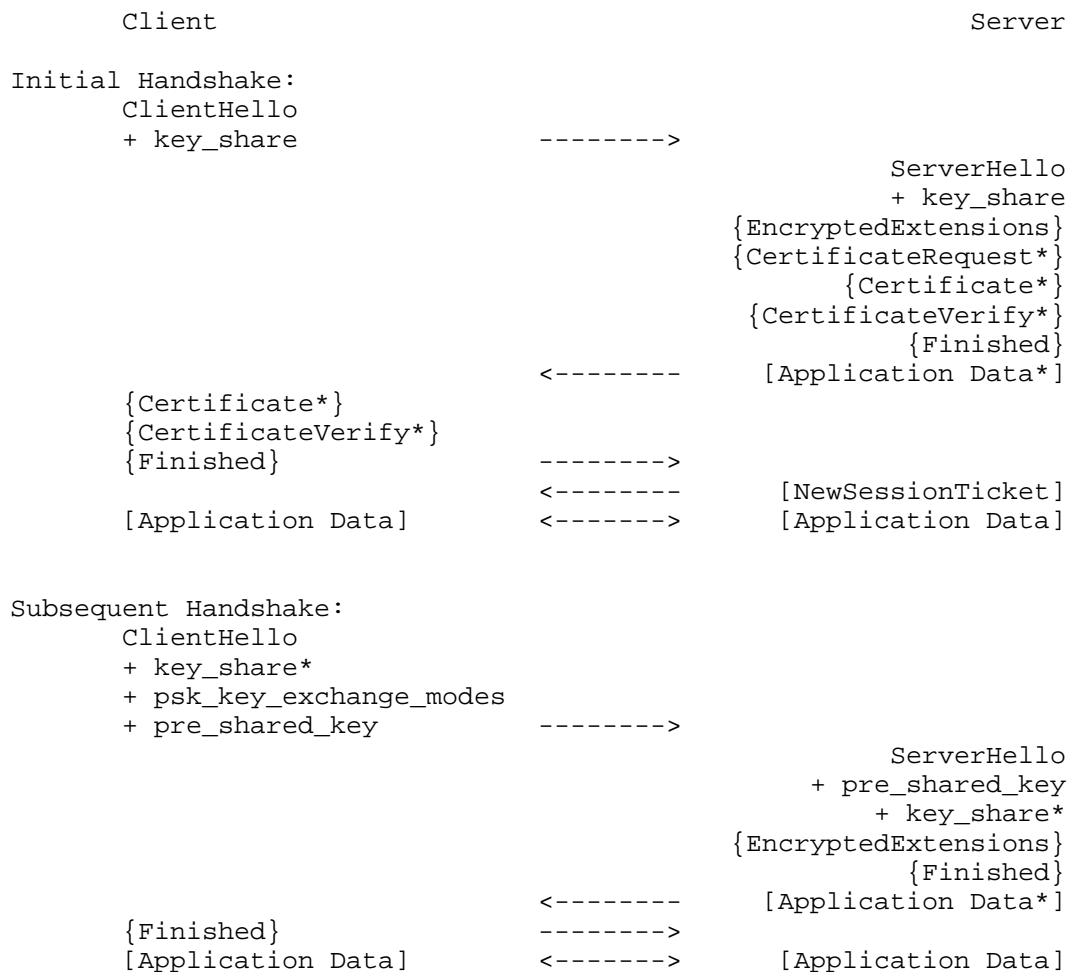 Client Server
Initial Handshake:
ClientHello
+ key_share -------->
ServerHello
+ key_share
{EncryptedExtensions}
{CertificateRequest*}
{Certificate*}
{CertificateVerify*}
{Finished}
<-------- [Application Data*]
{Certificate*}
{CertificateVerify*}
{Finished} -------->
<-------- [NewSessionTicket]
[Application Data] <-------> [Application Data]
Subsequent Handshake:
ClientHello
+ key_share*
+ psk_key_exchange_modes
+ pre_shared_key -------->
ServerHello
+ pre_shared_key
+ key_share*
{EncryptedExtensions}
{Finished}
<-------- [Application Data*]
{Finished} -------->
[Application Data] <-------> [Application Data]